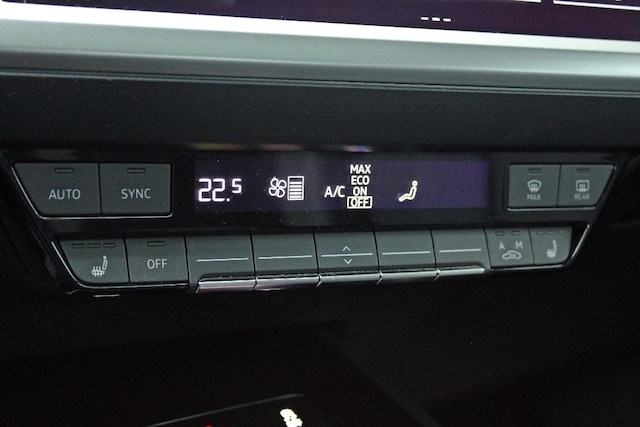 AUTO SYNC
22.5
A/C
MAX
ECO
ON
OFF
MAX
REAR
OFF
A M